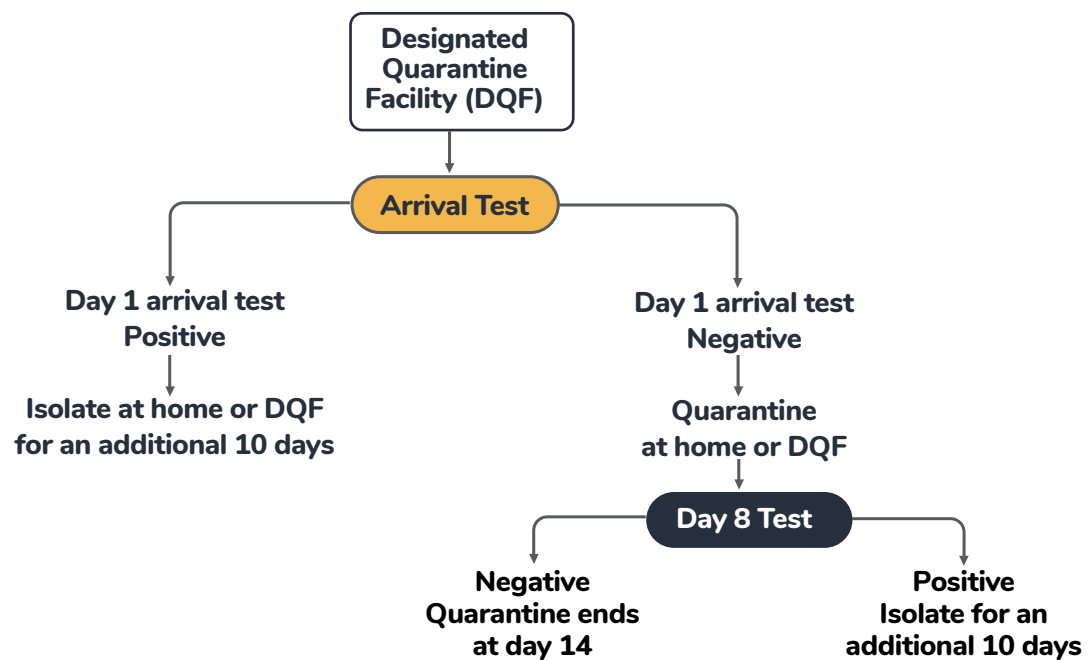 Designated
Quarantine
Facility (DQF)
Arrival Test
Day 1 arrival test
Positive
Isolate at home or DQF
for an additional 10 days
Day 1 arrival test
Negative
Quarantine
at home or DQF
Day 8 Test
Negative
Quarantine ends
at day 14
Positive
Isolate for an
additional 10 days